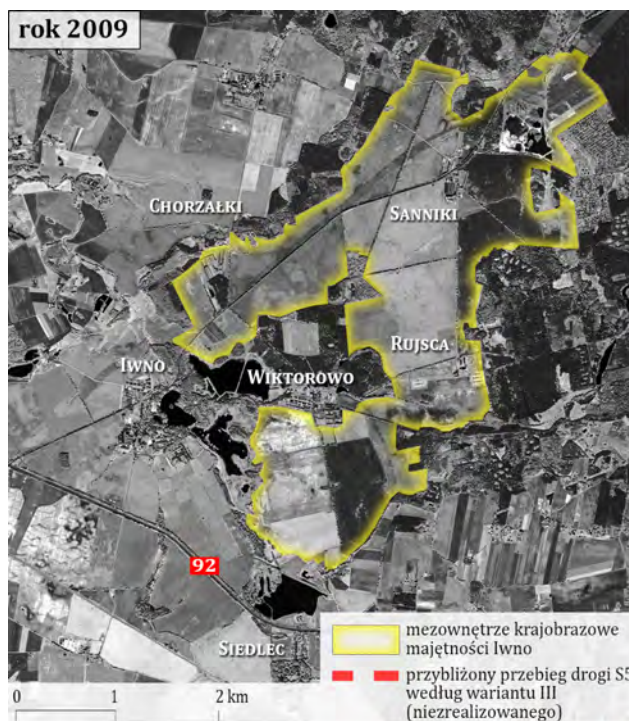 rok 2009
CHORZAŁKI
SANNIKI
RUJSCA
IWNO
WIKTOROWO
92
SIEDLEC
mezownętrze krajobrazowe
majętności Iwno
przybliżony przebieg drogi S5
według wariantu III
(niezrealizowanego)
0 1 2 km